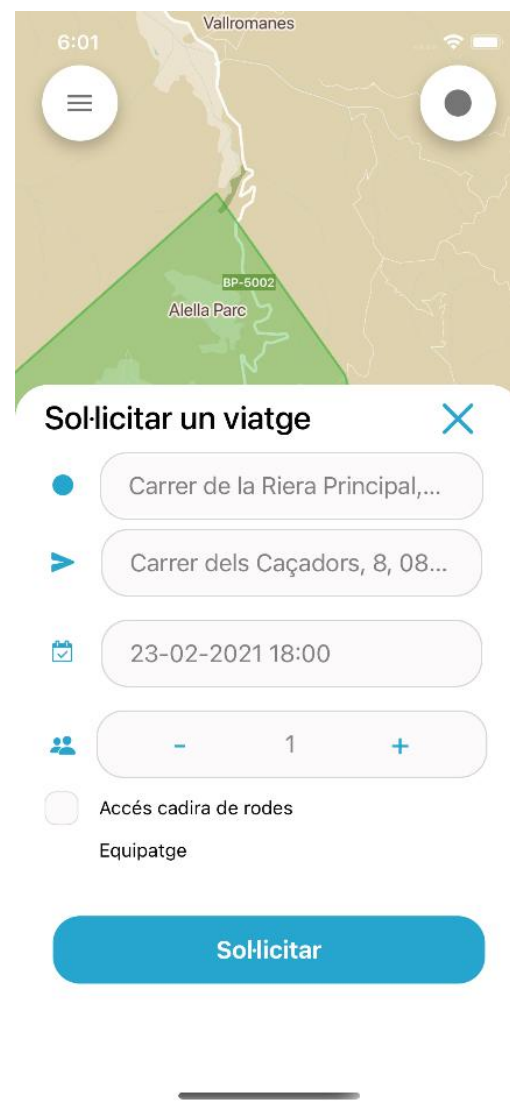 Vallromanes
6:01
BP-5002
Alella Parc
Sol·licitar un viatge
Carrer de la Riera Principal,...
Carrer dels Caçadors, 8, 08...
23-02-2021 18:00
- 1 +
Accés cadira de rodes
Equipatge
Sol·licitar